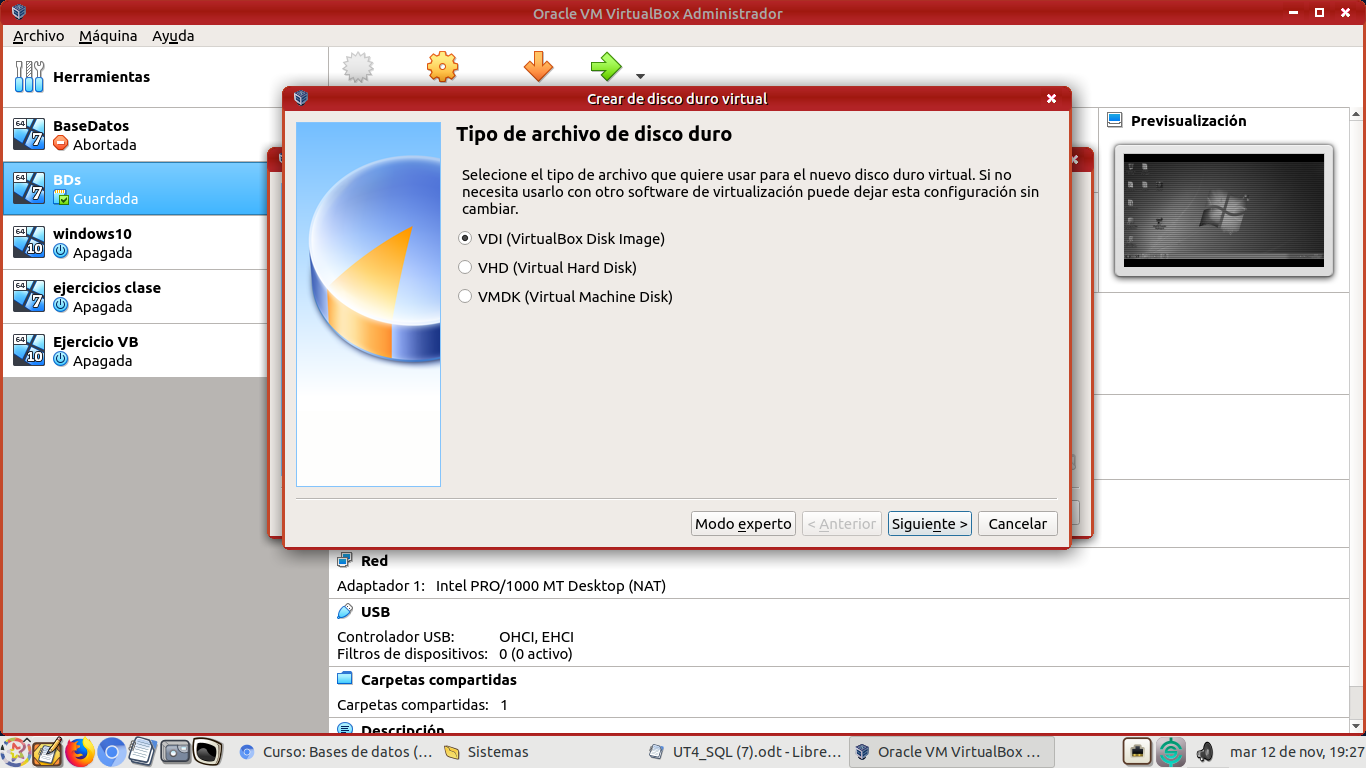 Oracle VM VirtualBox Administrador
Archivo Máquina Ayuda
Herramientas
BaseDatos
Abortada
BDs
Guardada
windows10
Apagada
ejercicios clase
Apagada
Ejercicio VB
Apagada
Crear de disco duro virtual
Tipo de archivo de disco duro
Selecione el tipo de archivo que quiere usar para el nuevo disco duro virtual. Si no
necesita usarlo con otro software de virtualización puede dejar esta configuración sin
cambiar.
VDI (VirtualBox Disk Image)
VHD (Virtual Hard Disk)
VMDK (Virtual Machine Disk)
Modo experto < Anterior Siguiente > Cancelar
Previsualización
Red
Adaptador 1: Intel PRO/1000 MT Desktop (NAT)
USB
Controlador USB: OHCI, EHCI
Filtros de dispositivos: 0 (0 activo)
Carpetas compartidas
Carpetas compartidas: 1
Descripción
Curso: Bases de datos (... Sistemas UT4_SQL (7).odt - Libre... Oracle VM VirtualBox ... mar 12 de nov, 19:27